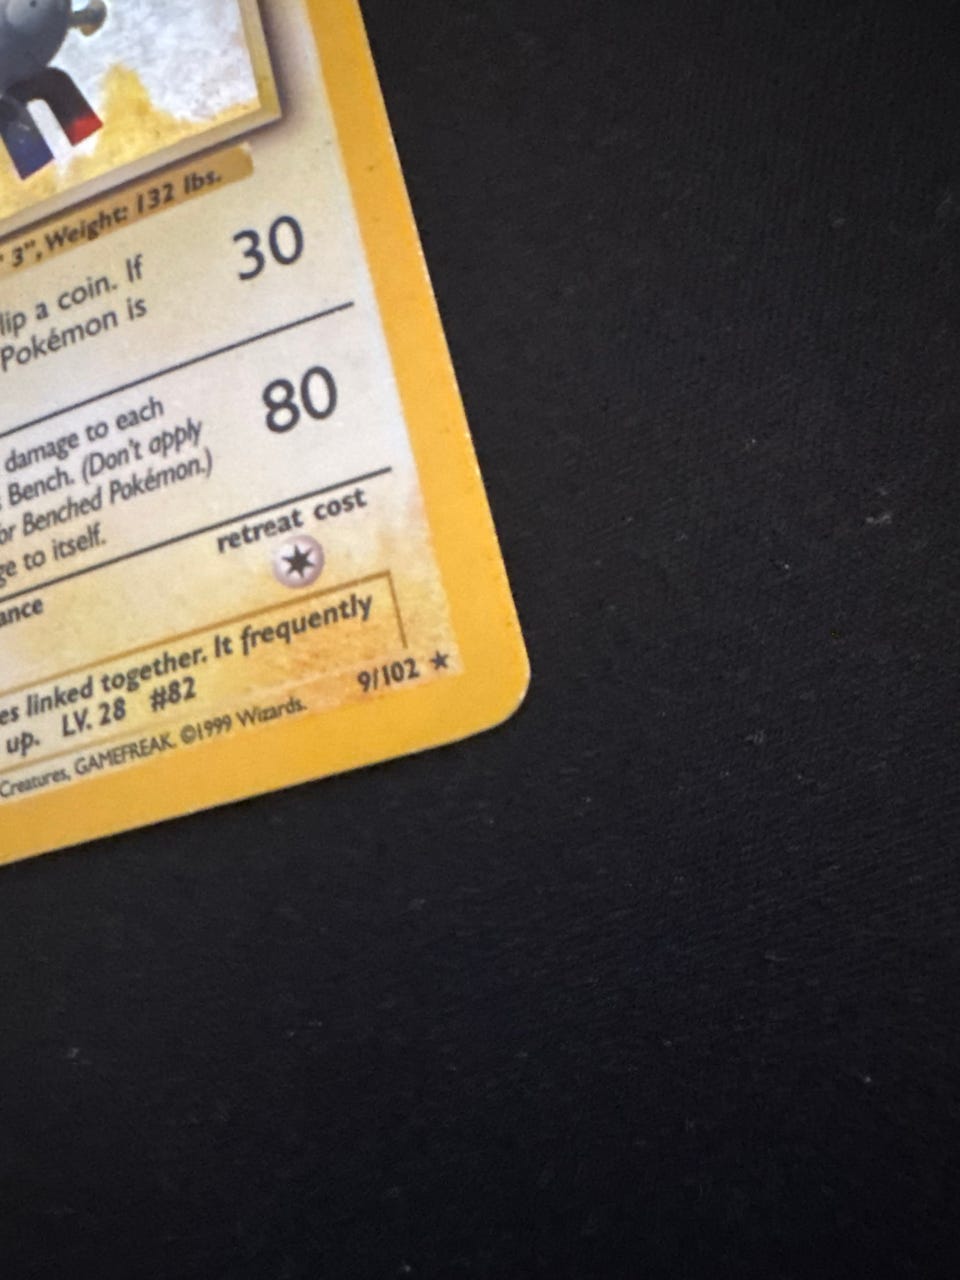 3", Weight: 132 lbs.
lip a coin. If
Pokémon is
30
damage to each
Bench. (Don't apply
or Benched Pokémon.)
ge to itself.
80
ance
retreat cost
es linked together. It frequently
up. LV. 28 #82
9/102 ★
Creatures, GAMEFREAK. ©1999 Wizards.